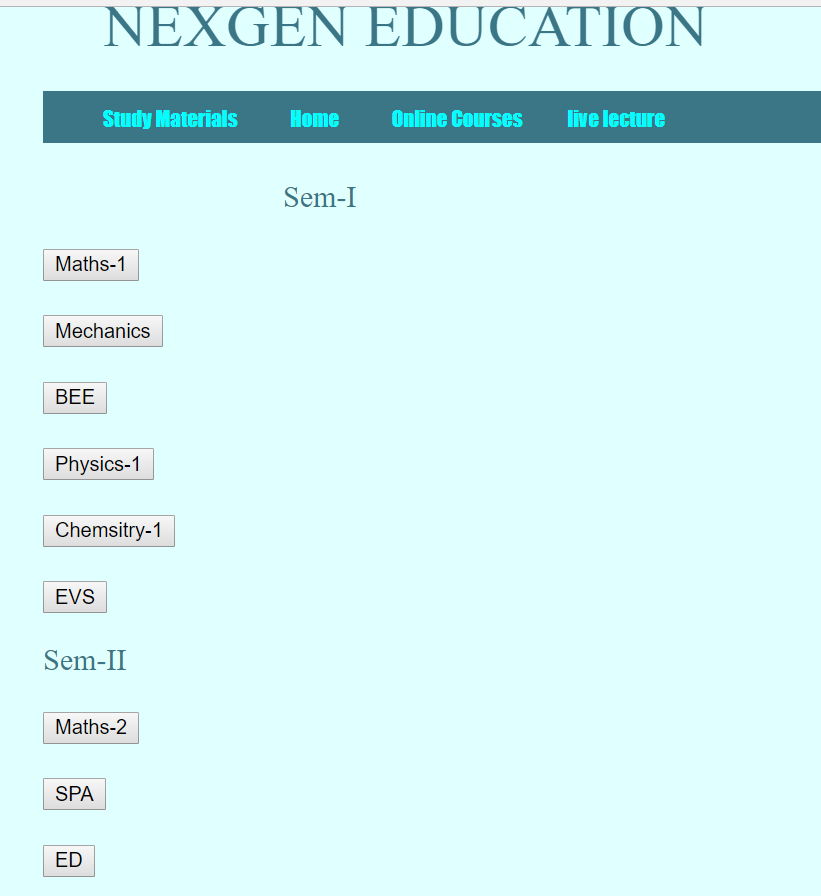 NEXGEN EDUCATION
Study Materials Home Online Courses live lecture
Sem-I
Maths-1
Mechanics
BEE
Physics-1
Chemsitry-1
EVS
Sem-II
Maths-2
SPA
ED